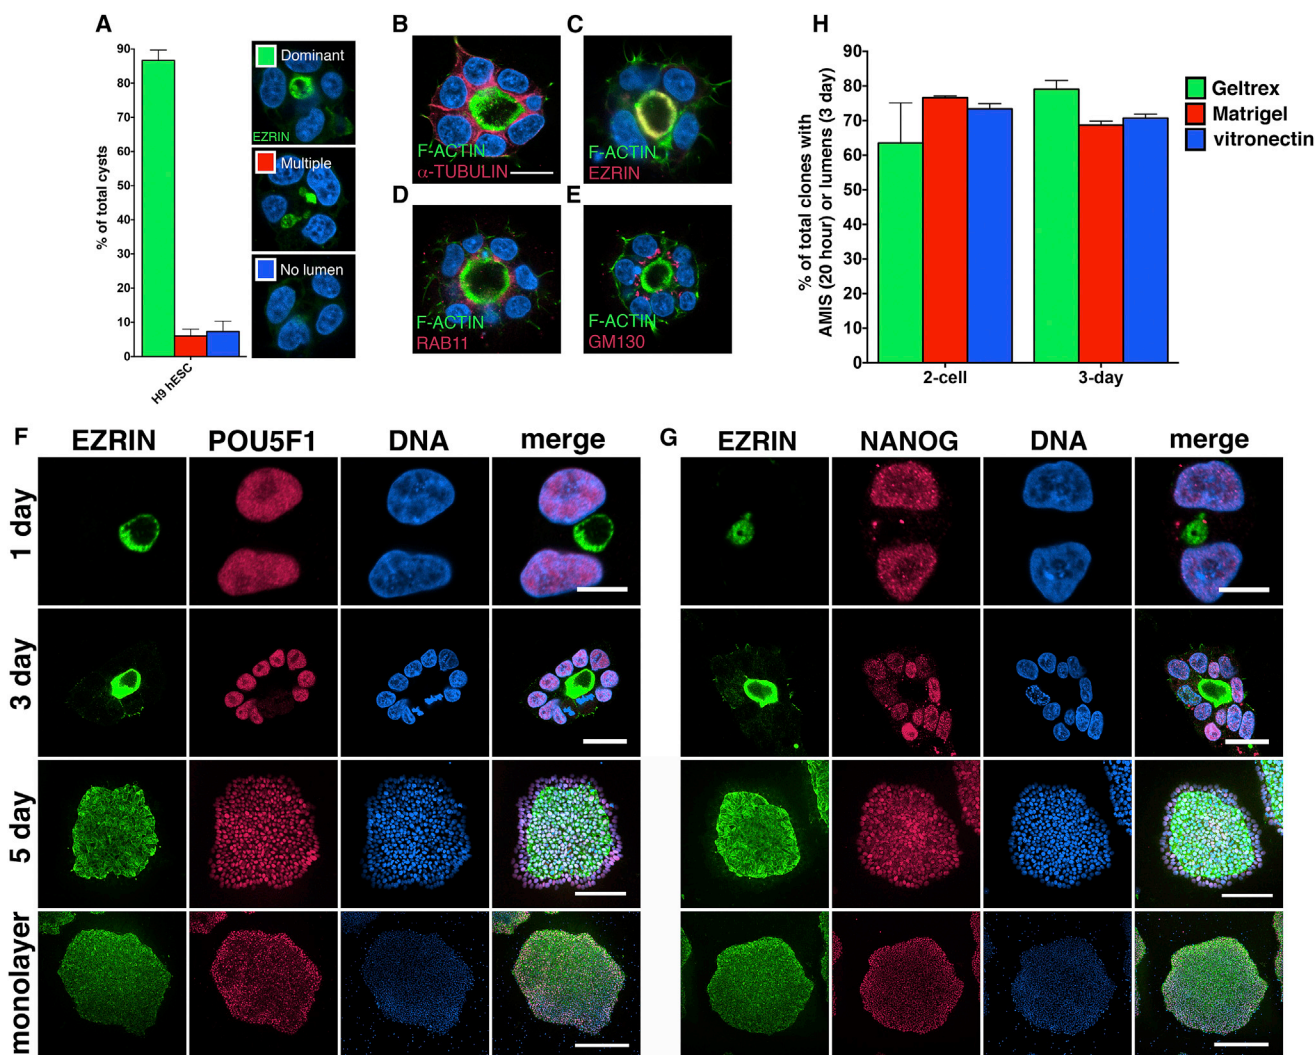 A
% of total cysts
90
80
70
60
50
40
30
20
10
0
H9 hESC
Dominant
EZRIN
Multiple
No lumen
B
F-ACTIN
α-TUBULIN
C
F-ACTIN
EZRIN
D
F-ACTIN
RAB11
E
F-ACTIN
GM130
H
% of total clones with
AMIS (20 hour) or lumens (3 day)
90
80
70
60
50
40
30
20
10
0
2-cell
3-day
Geltrex
Matrigel
vitronectin
F
EZRIN
POU5F1
DNA
merge
1 day
3 day
5 day
monolayer
G
EZRIN
NANOG
DNA
merge